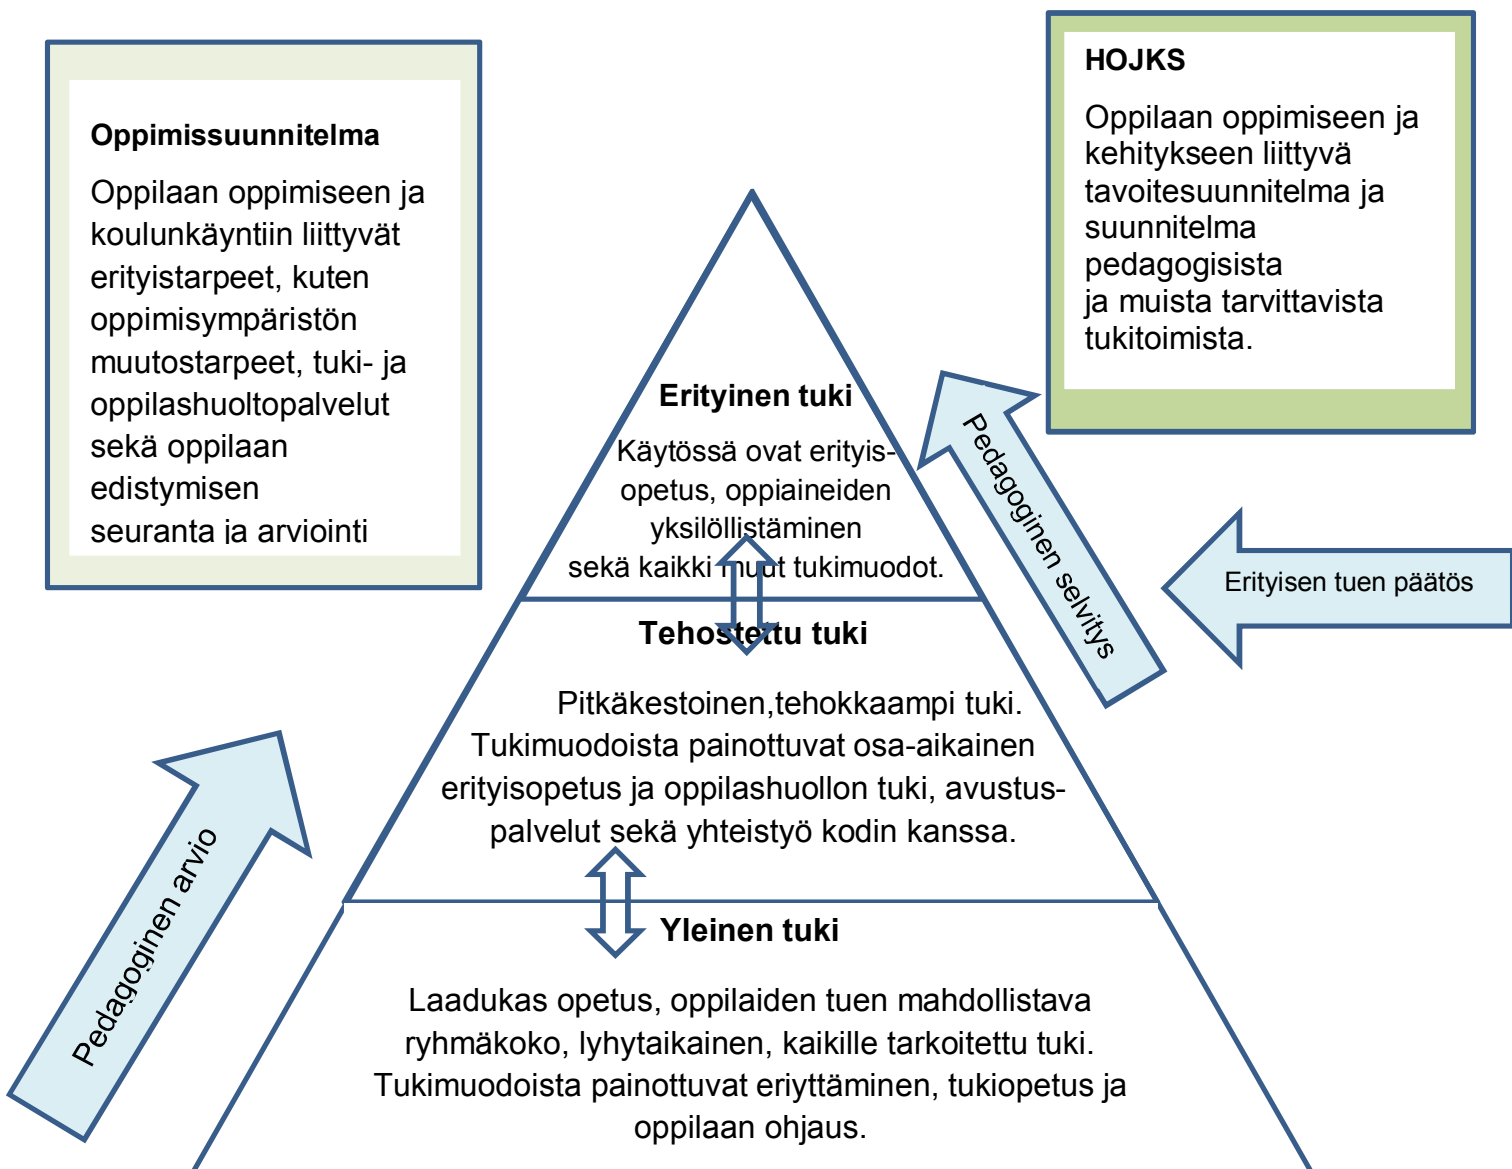 Oppimissuunnitelma
Oppilaan oppimiseen ja
koulunkäyntiin liittyvät
erityistarpeet, kuten
oppimisympäristön
muutostarpeet, tuki- ja
oppilashuoltopalvelut
sekä oppilaan
edistymisen
seuranta ja arviointi
HOJKS
Oppilaan oppimiseen ja
kehitykseen liittyvä
tavoitesuunnitelma ja
suunnitelma
pedagogisista
ja muista tarvittavista
tukitoimista.
Erityinen tuki
Käytössä ovat erityis-
opetus, oppiaineiden
yksilöllistäminen
sekä kaikki muut tukimuodot.
Pedagoginen selvitys
Erityisen tuen päätös
Tehostettu tuki
Pitkäkestoinen,tehokkaampi tuki.
Tukimuodoista painottuvat osa-aikainen
erityisopetus ja oppilashuollon tuki, avustus-
palvelut sekä yhteistyö kodin kanssa.
Pedagoginen arvio
Yleinen tuki
Laadukas opetus, oppilaiden tuen mahdollistava
ryhmäkoko, lyhytaikainen, kaikille tarkoitettu tuki.
Tukimuodoista painottuvat eriyttäminen, tukiopetus ja
oppilaan ohjaus.